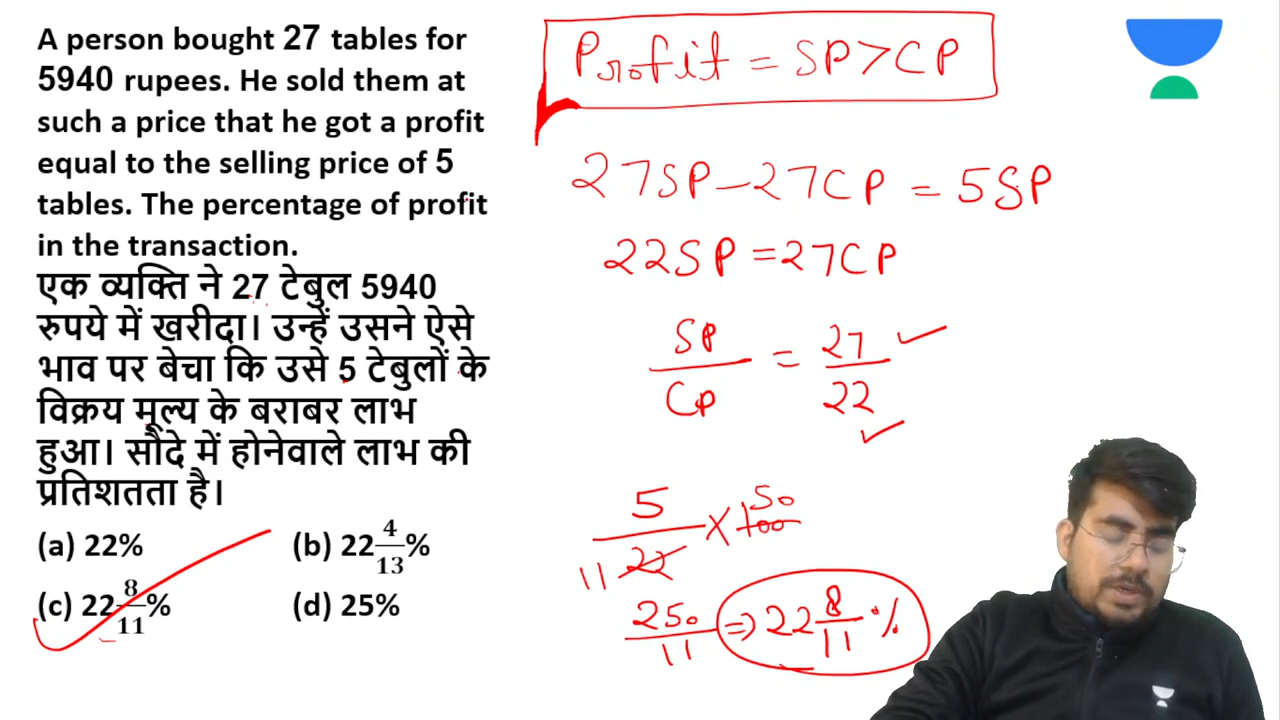 A person bought 27 tables for
5940 rupees. He sold them at
such a price that he got a profit
equal to the selling price of 5
tables. The percentage of profit
in the transaction.
एक व्यक्ति ने 27 टेबुल 5940
रुपये में खरीदा। उन्हें उसने ऐसे
भाव पर बेचा कि उसे 5 टेबुलों के
विक्रय मूल्य के बराबर लाभ
हुआ। सौदे में होनेवाले लाभ की
प्रतिशतता है।
(a) 22% (b) 22 4/13%
(c) 22 8/11% (d) 25%
Profit = SP>CP
27SP-27CP = 5SP
22SP=27CP
SP/CP = 27/22
5/22 × 100 50
11
250/11 ⇒ 22 8/11 %